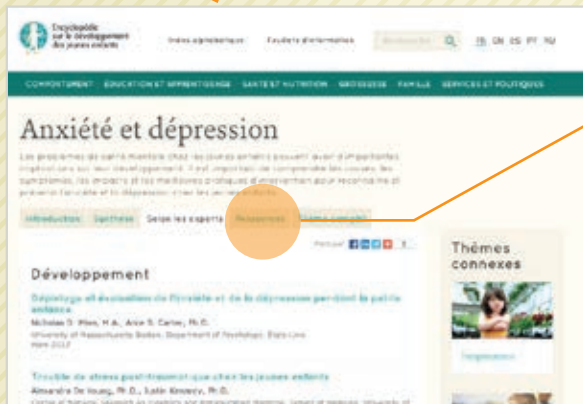 Encyclopédie
sur le développement
des jeunes enfants
Index alphabétique Feuillets d'information Recherche FR EN ES PT RU
COMPORTEMENT ÉDUCATION ET APPRENTISSAGE SANTÉ ET NUTRITION GROSSESSE FAMILLE SERVICES ET POLITIQUES
Anxiété et dépression
Les problèmes de santé mentale chez les jeunes enfants peuvent avoir d'importantes
implications sur leur développement. Il est important de comprendre les causes, les
symptômes, les impacts et les meilleures pratiques d'intervention pour reconnaître et
prévenir l'anxiété et la dépression chez les jeunes enfants.
Introduction Synthèse Selon les experts Ressources Thème complet
Partager
Thèmes
connexes
Développement
Dépistage et évaluation de l'anxiété et de la dépression pendant la petite
enfance
Nicholas D. Mian, M.A., Alice S. Carter, Ph.D.
University of Massachusetts Boston, Department of Psychology, États-Unis
Mars 2013
Tempérament
Trouble de stress post-traumatique chez les jeunes enfants
Alexandra De Young, Ph.D., Justin Kenardy, Ph.D.